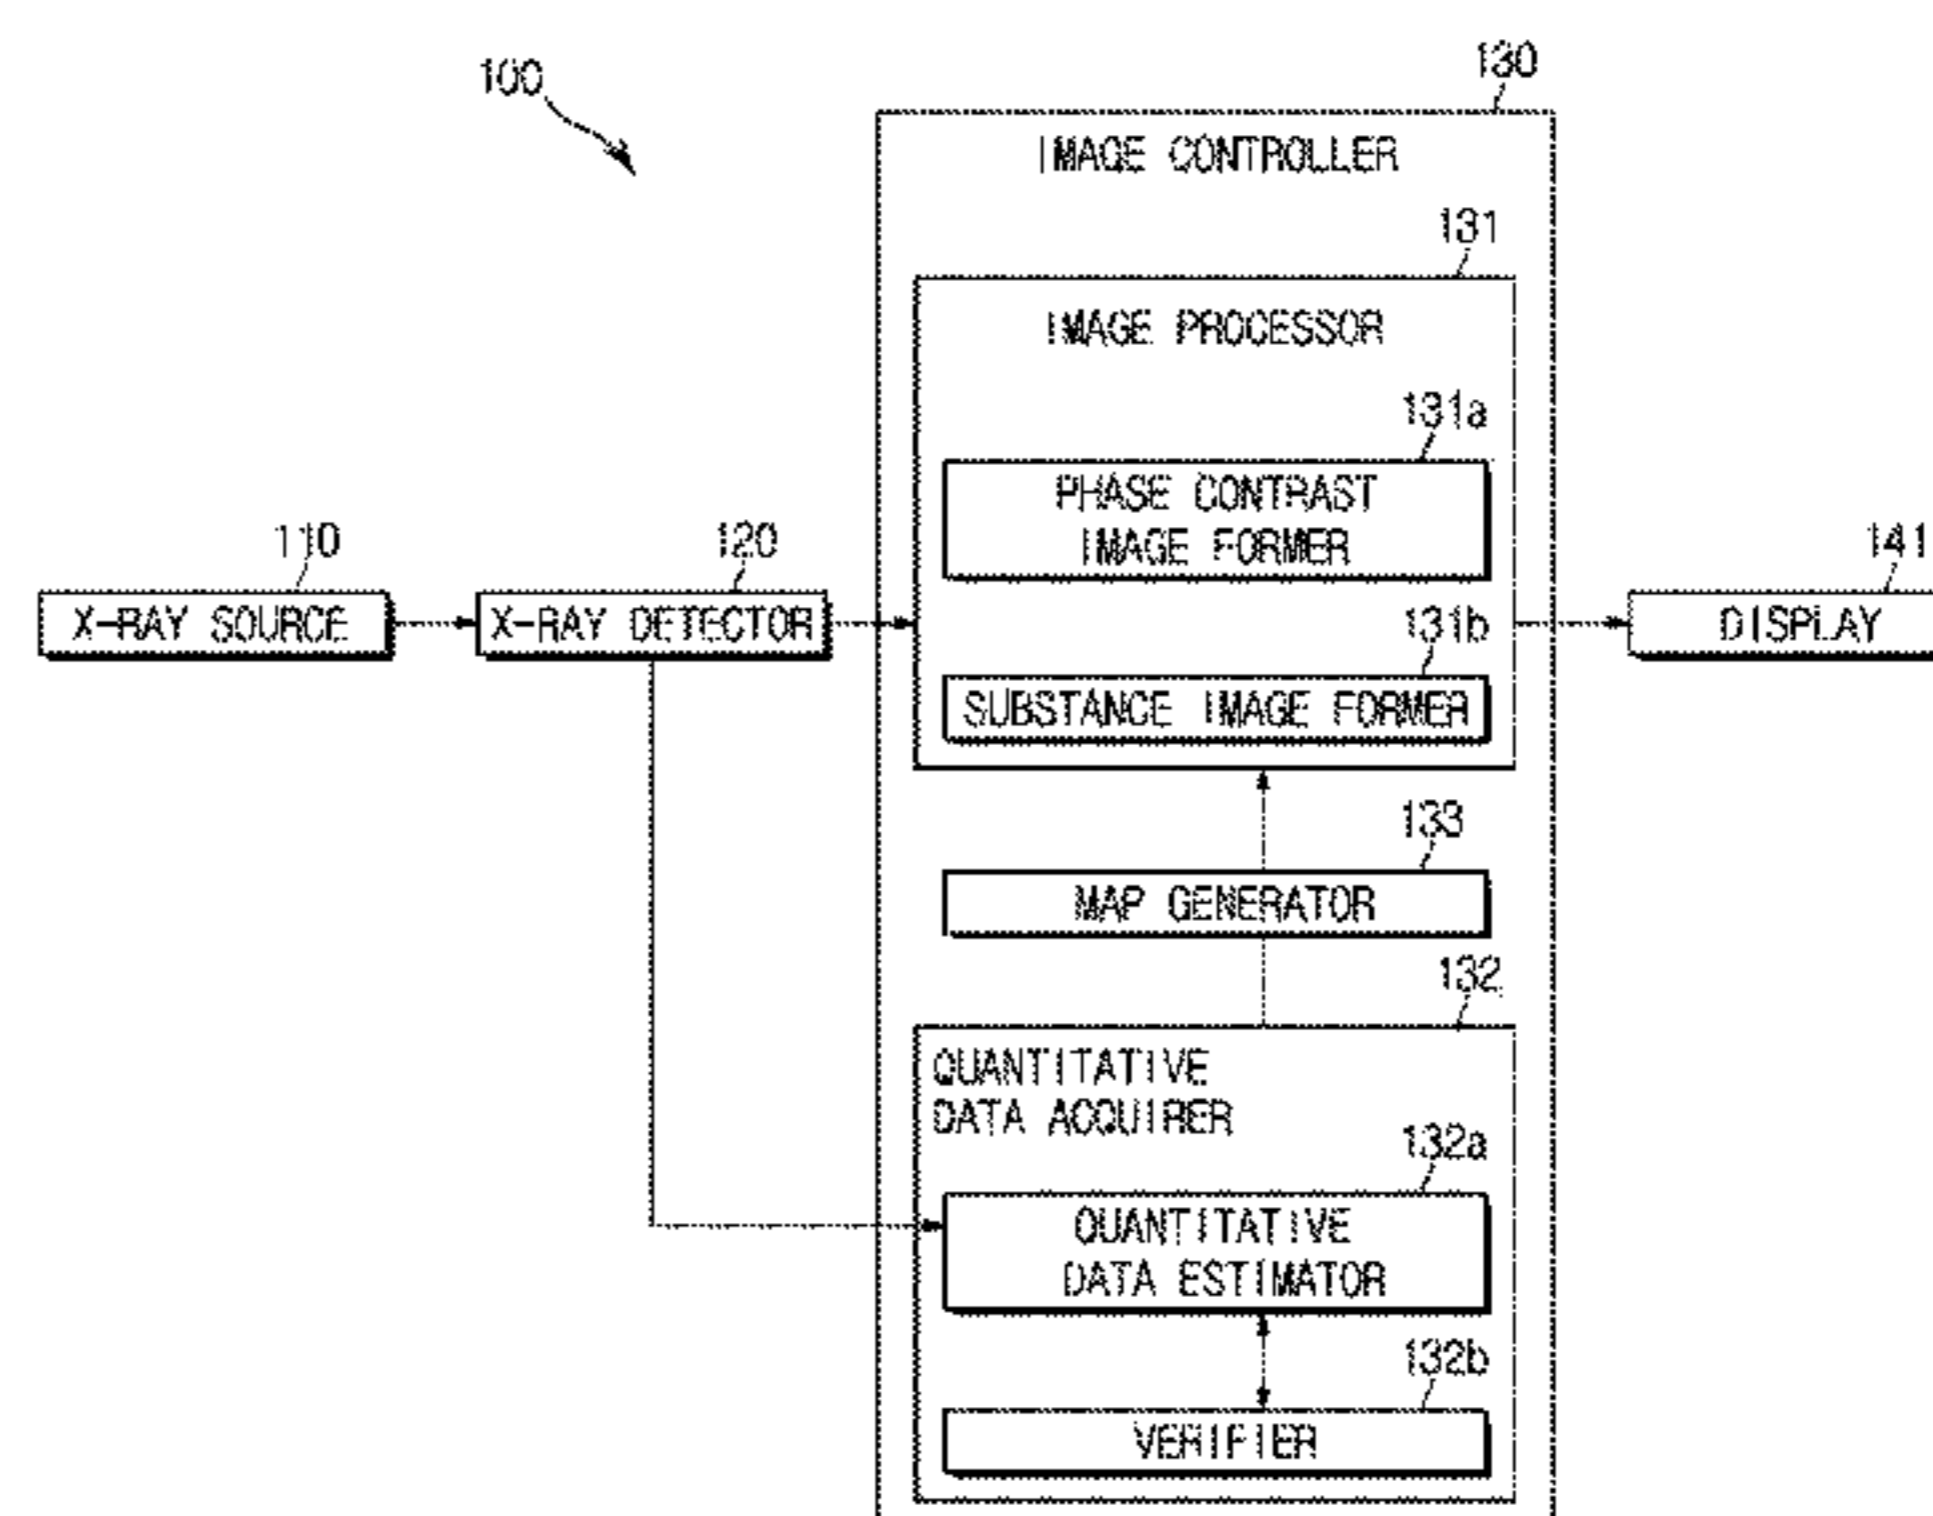 100
130
IMAGE CONTROLLER
131
IMAGE PROCESSOR
131a
PHASE CONTRAST
IMAGE FORMER
110
X-RAY SOURCE
120
X-RAY DETECTOR
141
DISPLAY
131b
SUBSTANCE IMAGE FORMER
133
MAP GENERATOR
132
QUANTITATIVE
DATA ACQUIRER
132a
QUANTITATIVE
DATA ESTIMATOR
132b
VERIFIER